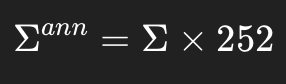 Σ^{ann} = Σ × 252